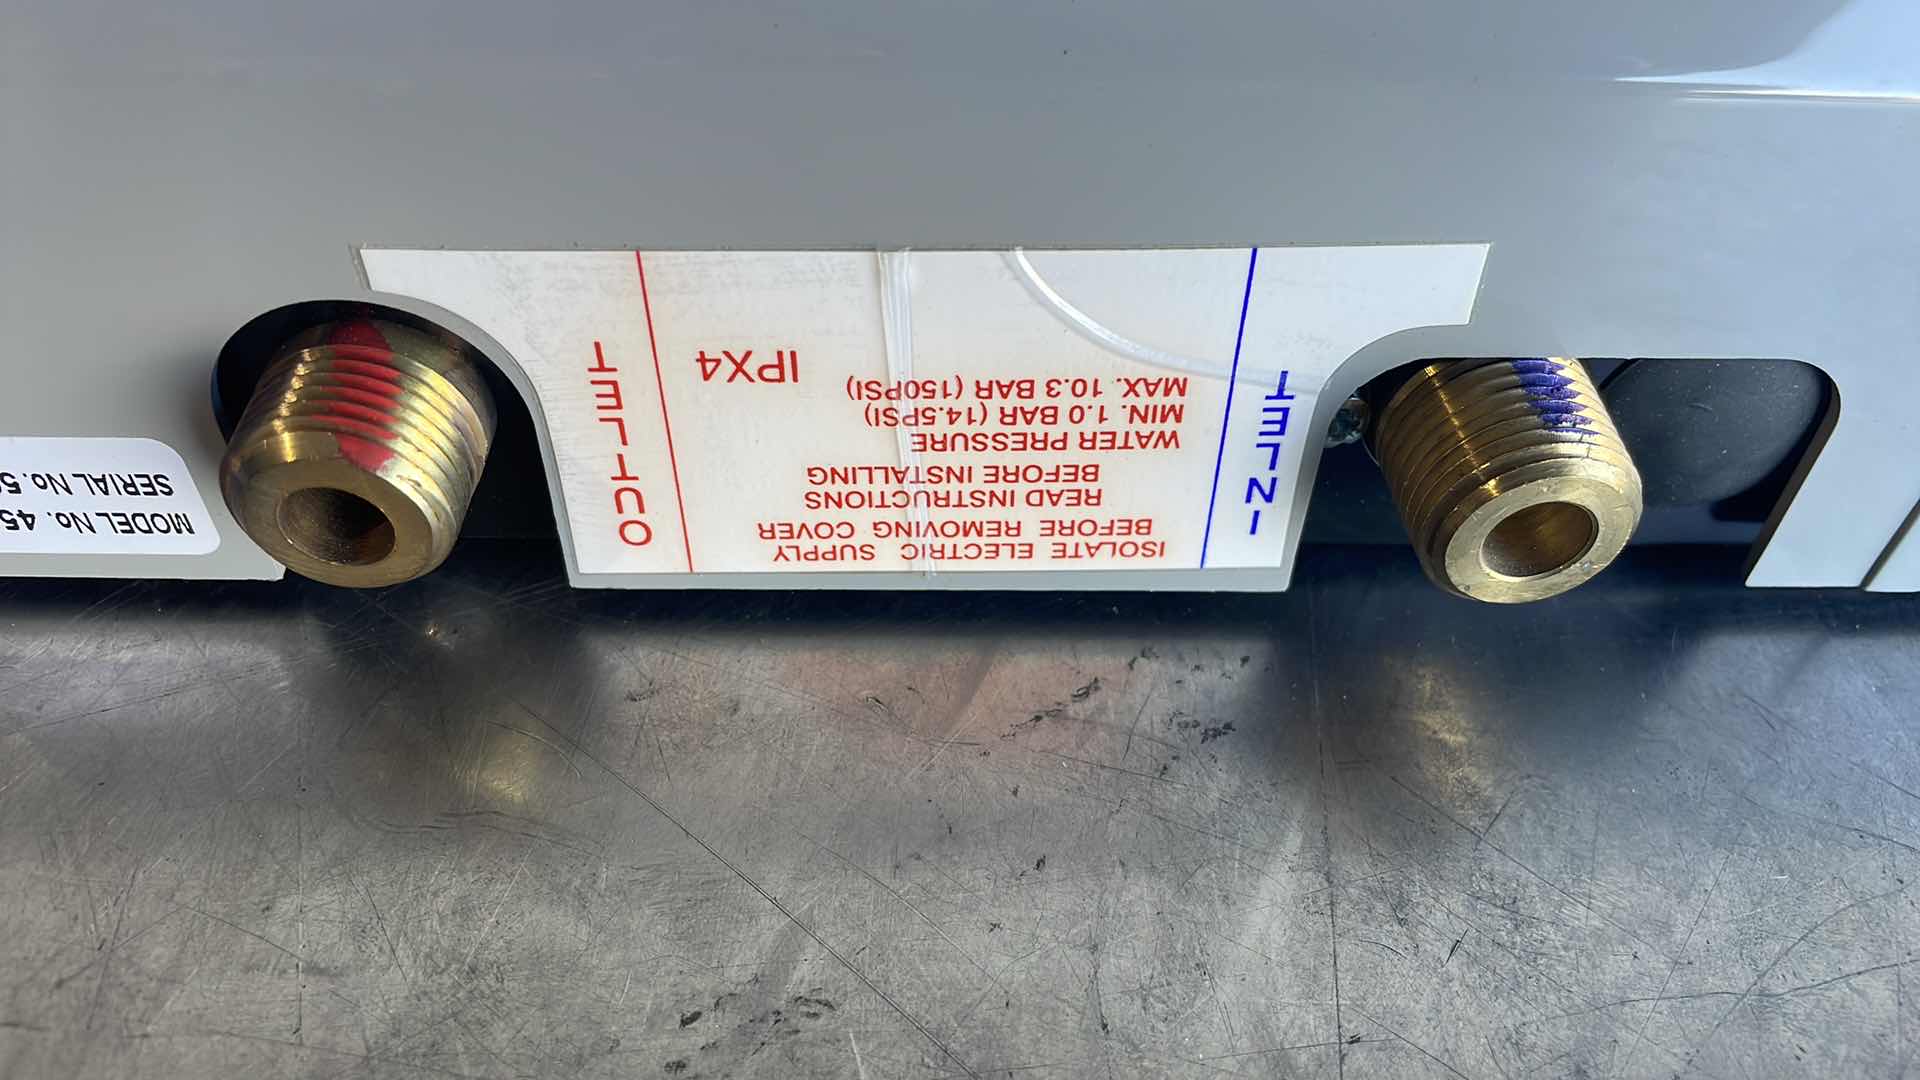 ISOLATE ELECTRIC SUPPLY
BEFORE REMOVING COVER
READ INSTRUCTIONS
BEFORE INSTALLING
WATER PRESSURE
MIN. 1.0 BAR (14.5PSI)
MAX. 10.3 BAR (150PSI)
IPX4
INLET
OUTLET
MODEL No. 45
SERIAL No. 5